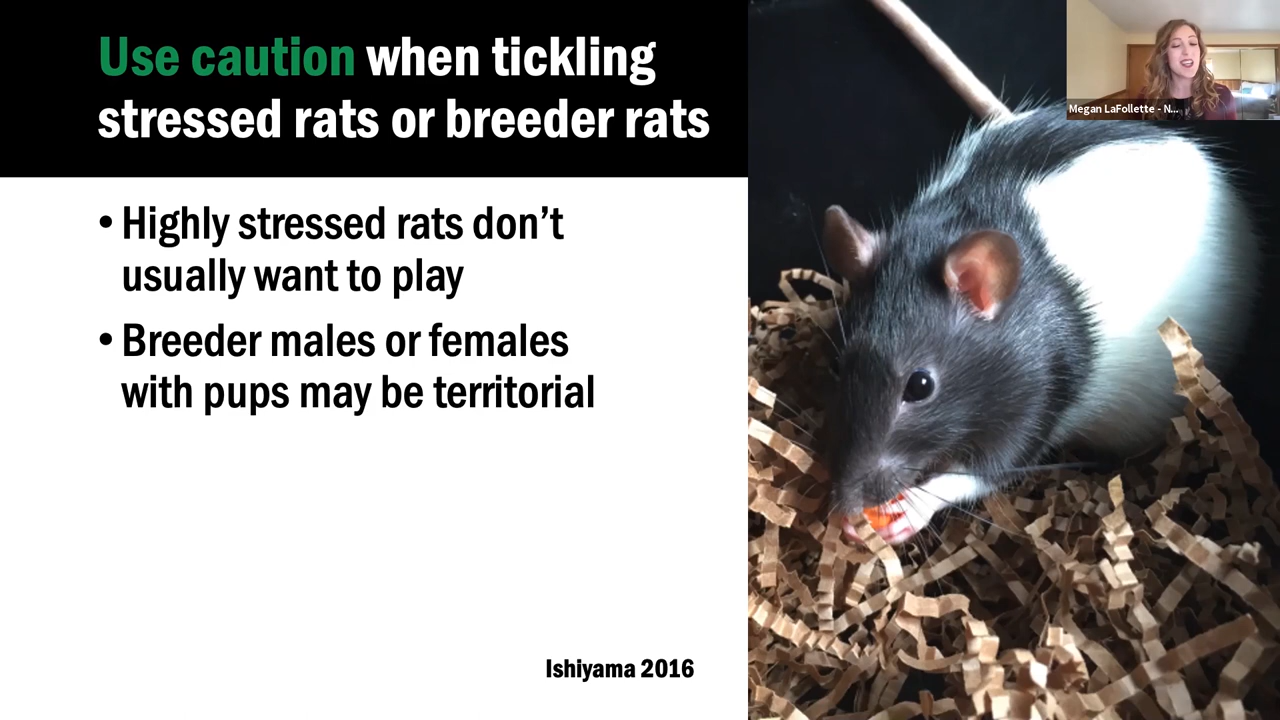 Use caution when tickling
stressed rats or breeder rats
• Highly stressed rats don’t
usually want to play
• Breeder males or females
with pups may be territorial
Ishiyama 2016
Megan LaFollette - N...